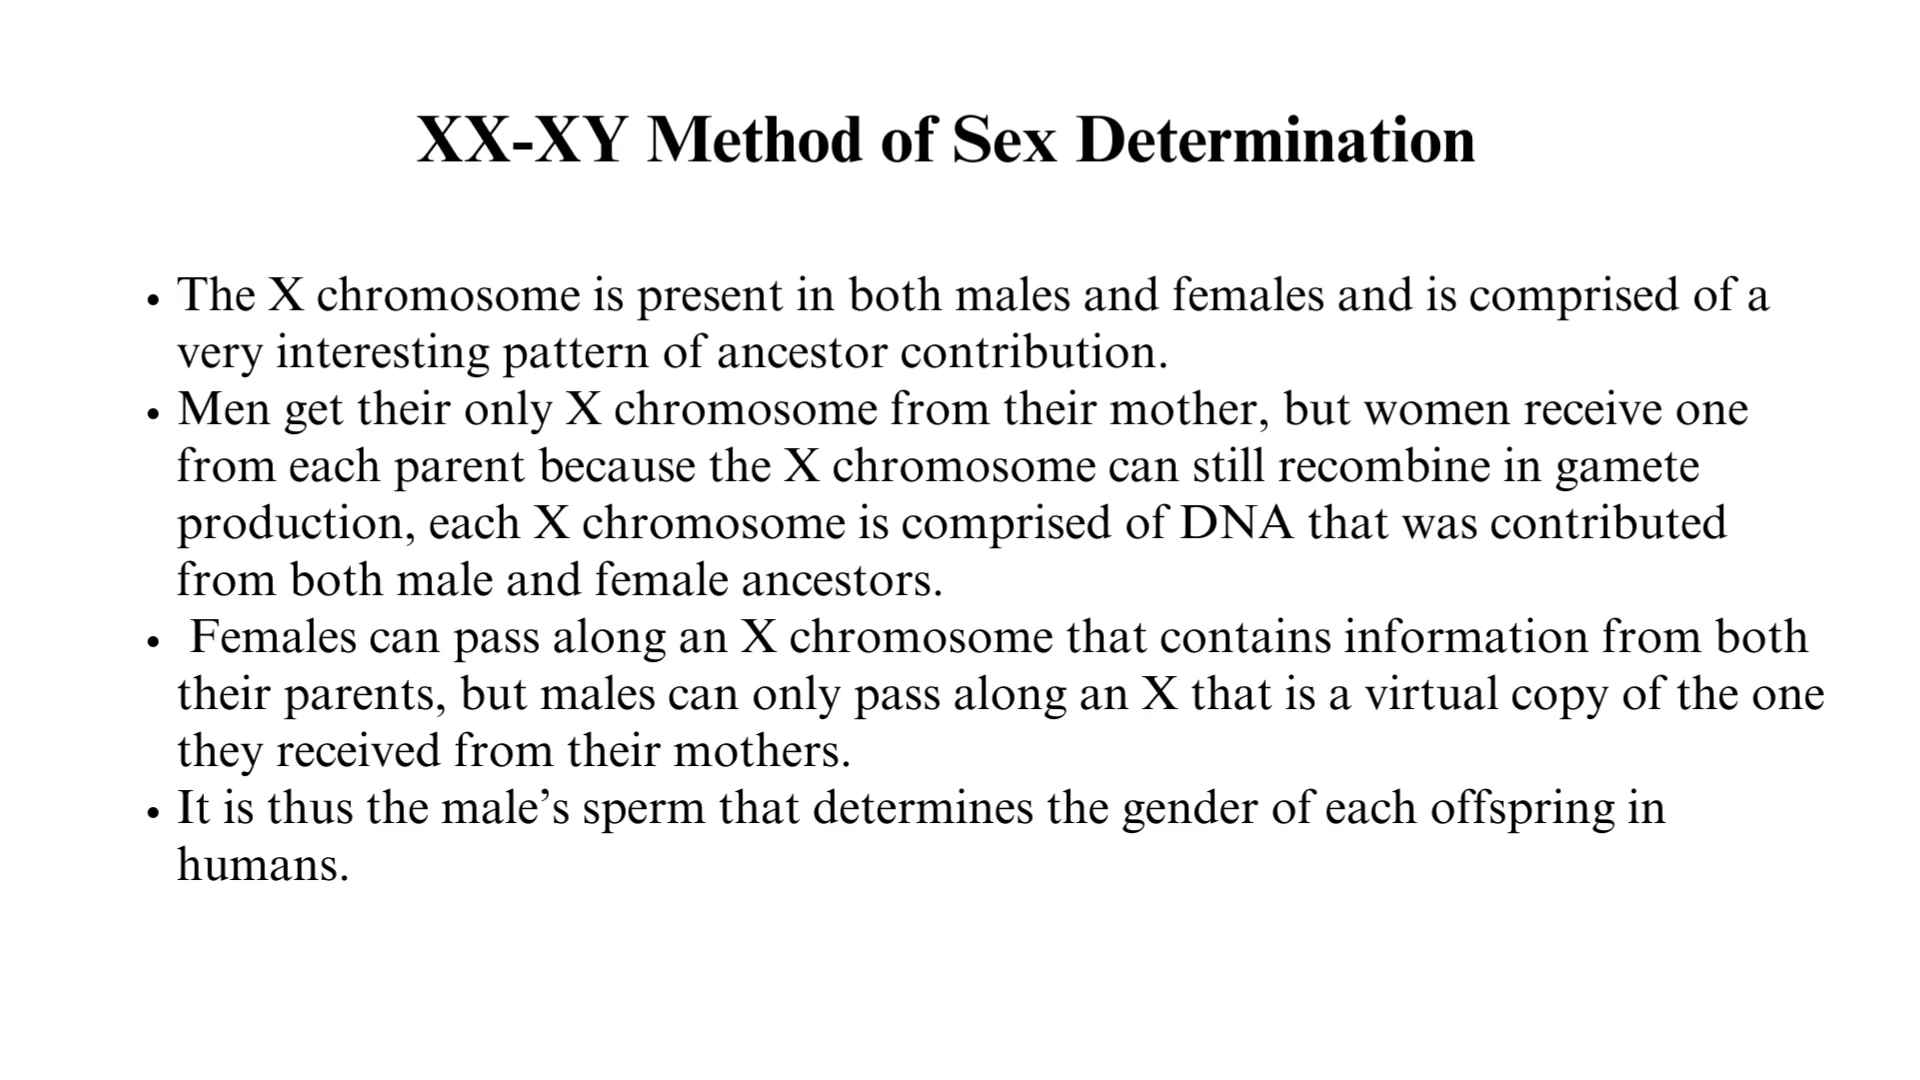 XX-XY Method of Sex Determination
• The X chromosome is present in both males and females and is comprised of a
very interesting pattern of ancestor contribution.
• Men get their only X chromosome from their mother, but women receive one
from each parent because the X chromosome can still recombine in gamete
production, each X chromosome is comprised of DNA that was contributed
from both male and female ancestors.
• Females can pass along an X chromosome that contains information from both
their parents, but males can only pass along an X that is a virtual copy of the one
they received from their mothers.
• It is thus the male’s sperm that determines the gender of each offspring in
humans.